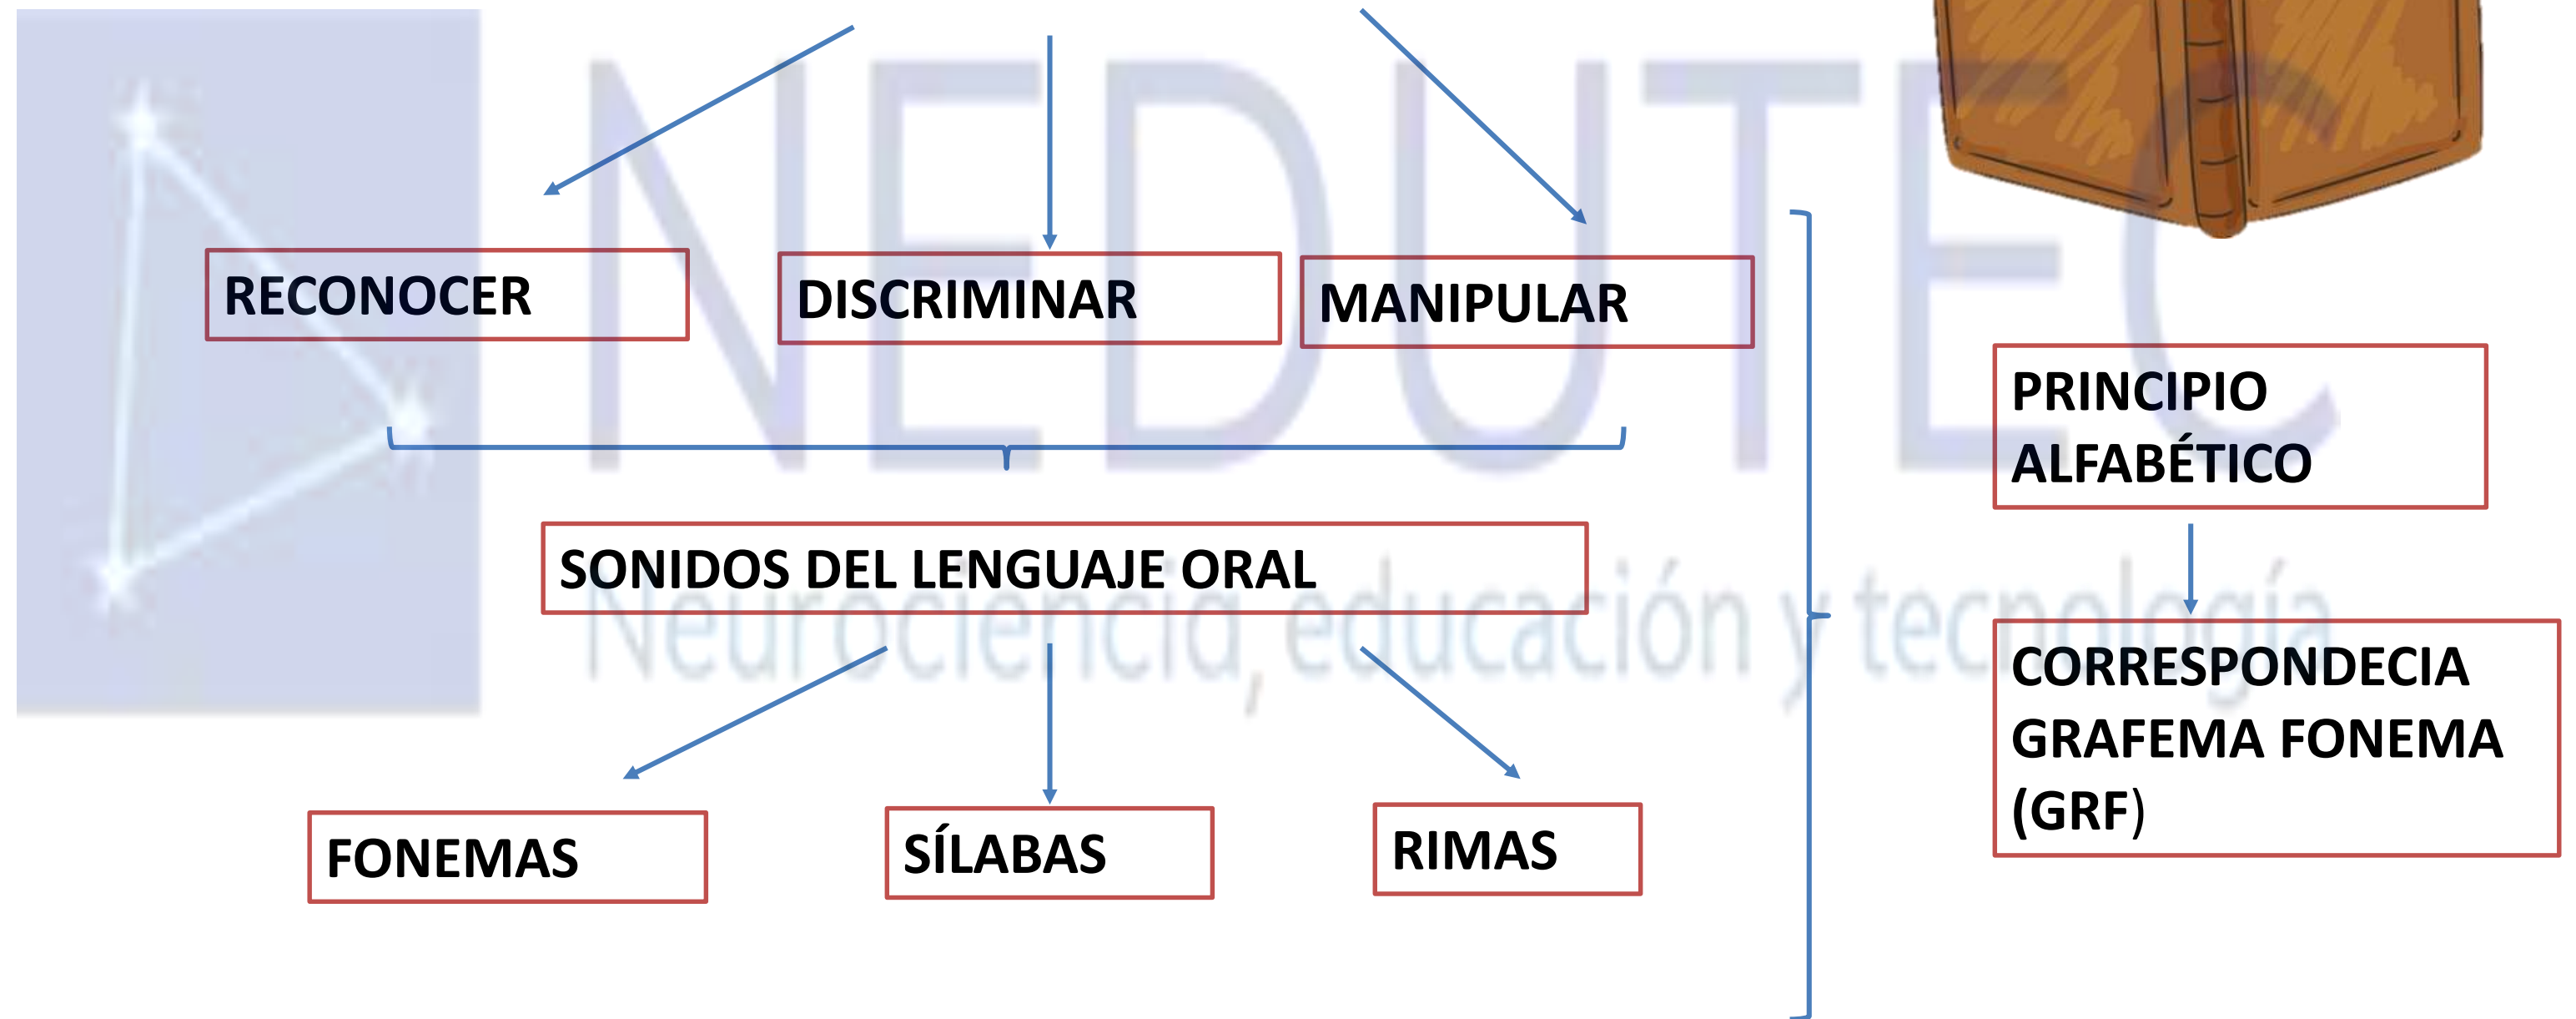 NEDUTEC
Neurociencia, educación y tecnología
RECONOCER
DISCRIMINAR
MANIPULAR
SONIDOS DEL LENGUAJE ORAL
FONEMAS
SÍLABAS
RIMAS
PRINCIPIO
ALFABÉTICO
CORRESPONDECIA
GRAFEMA FONEMA
(GRF)